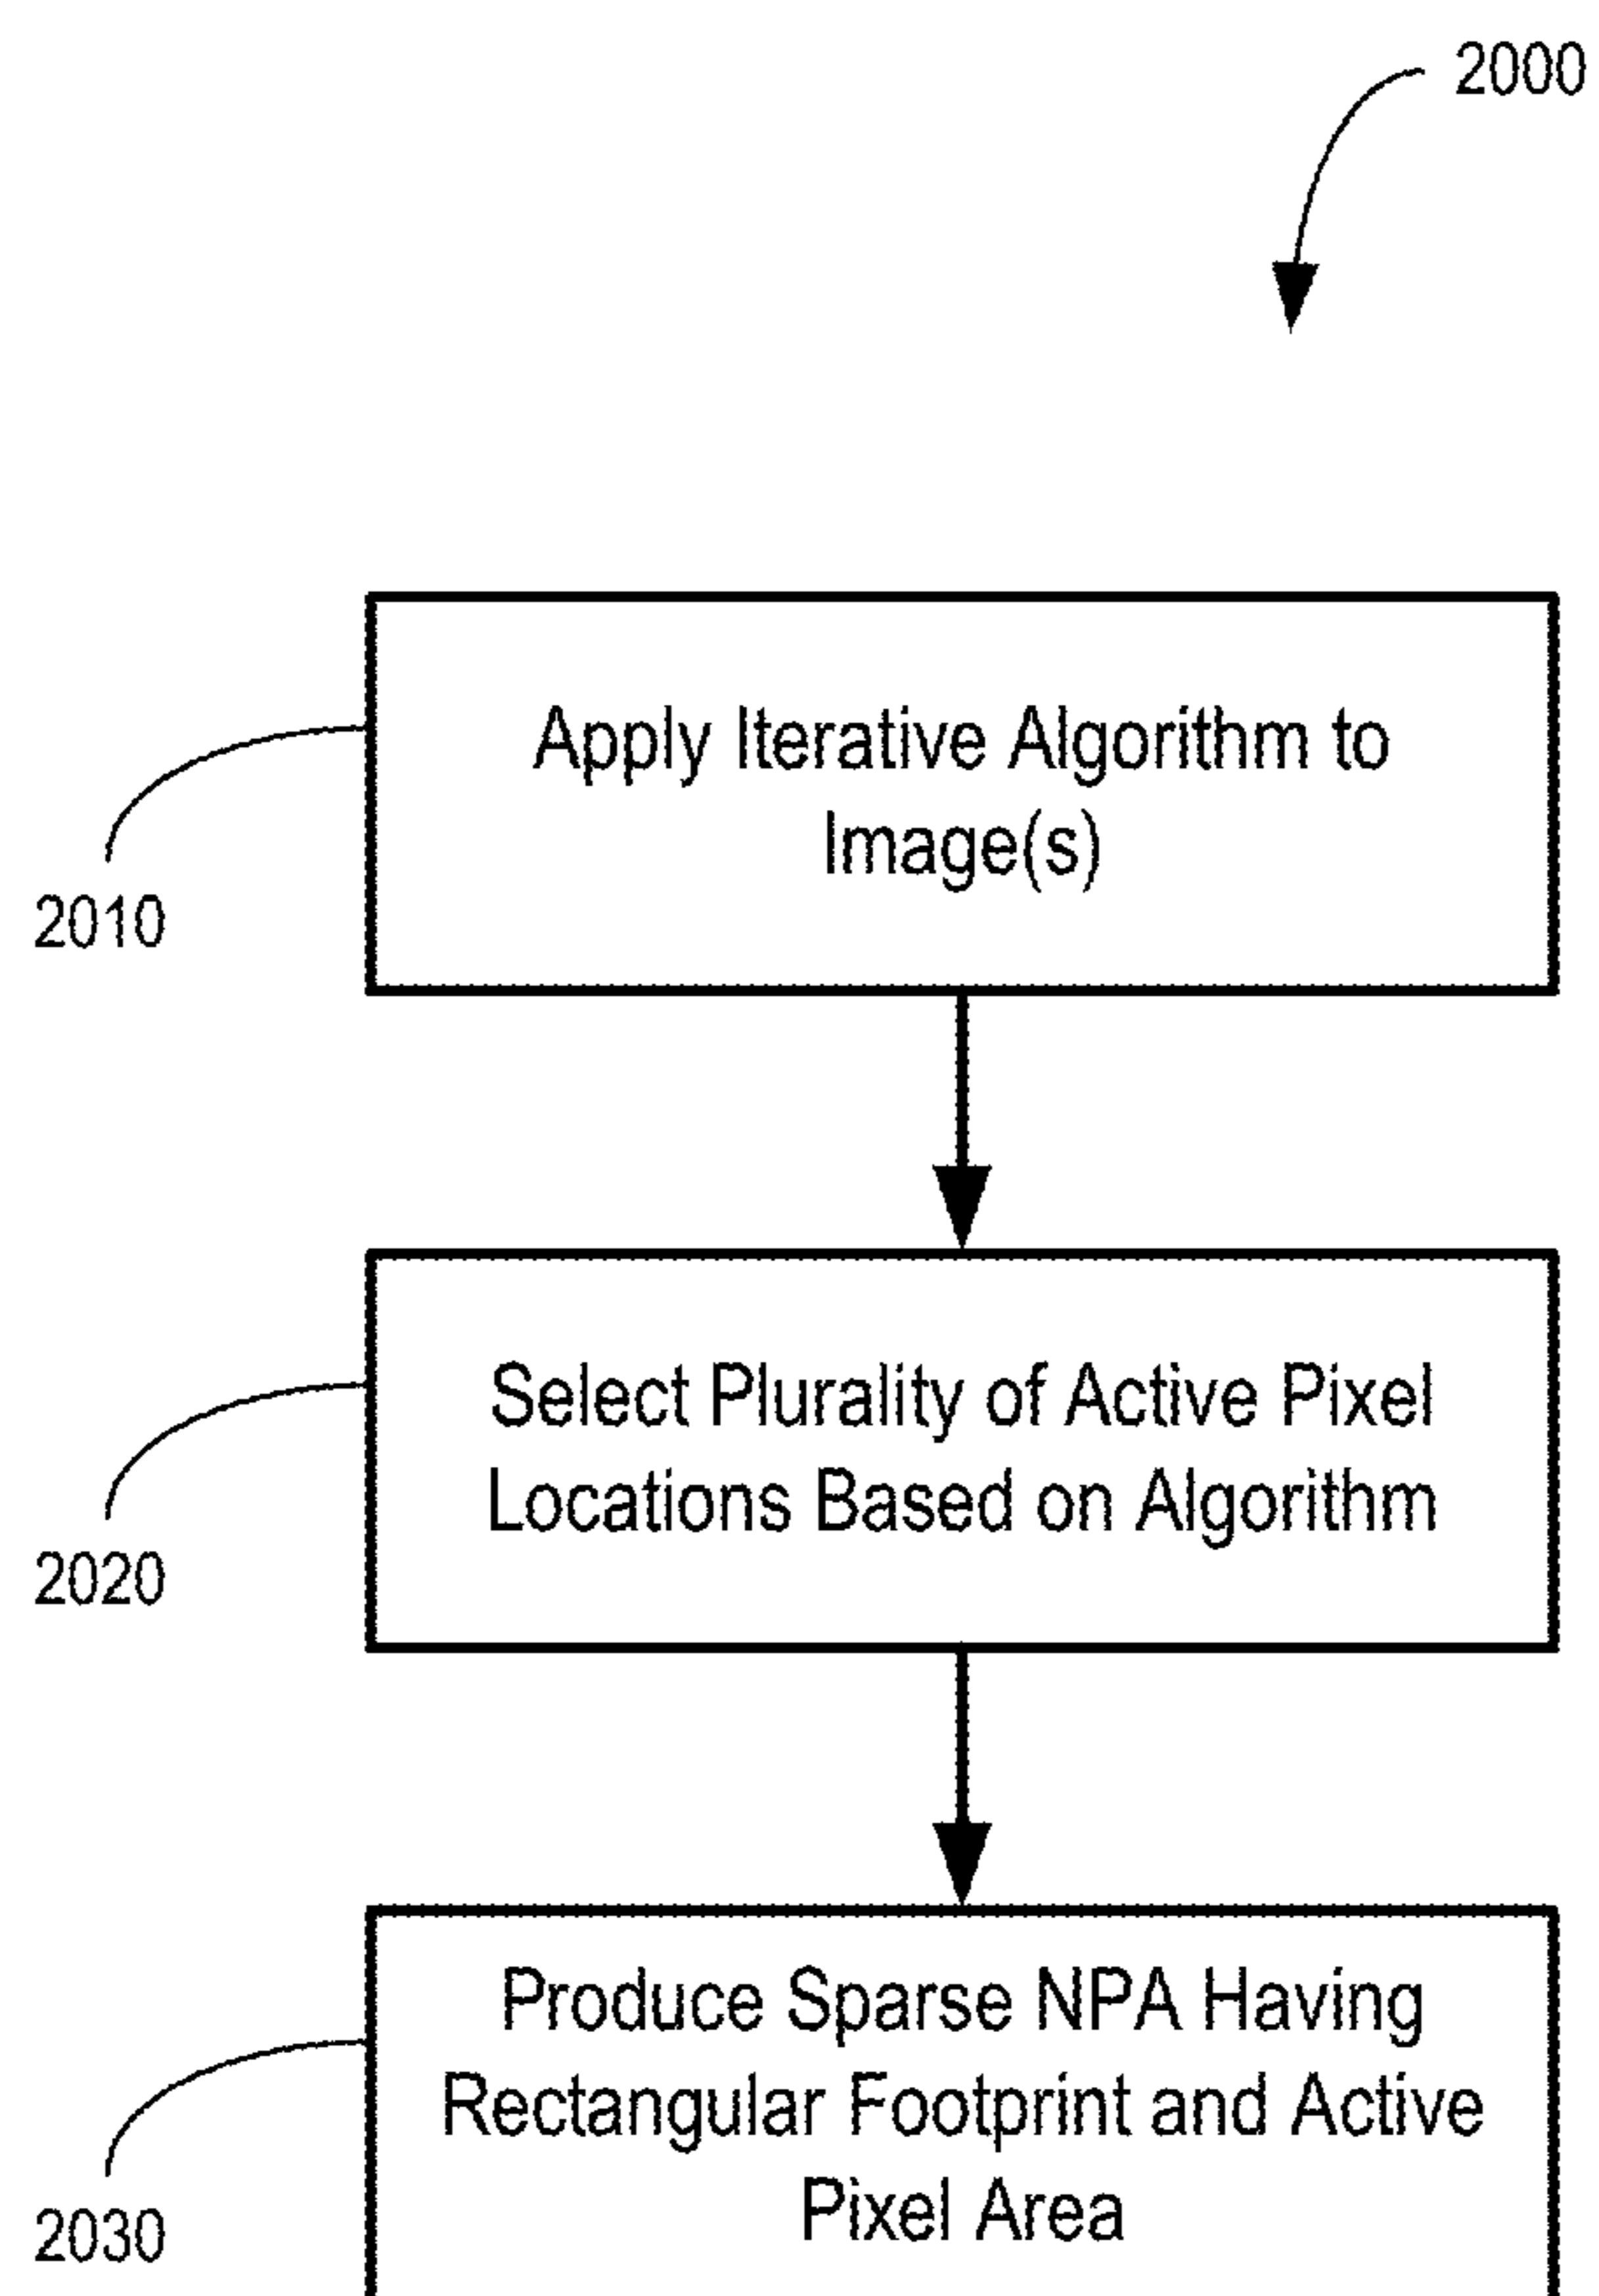 2000
Apply Iterative Algorithm to
Image(s)
2010
Select Plurality of Active Pixel
Locations Based on Algorithm
2020
Produce Sparse NPA Having
Rectangular Footprint and Active
Pixel Area
2030